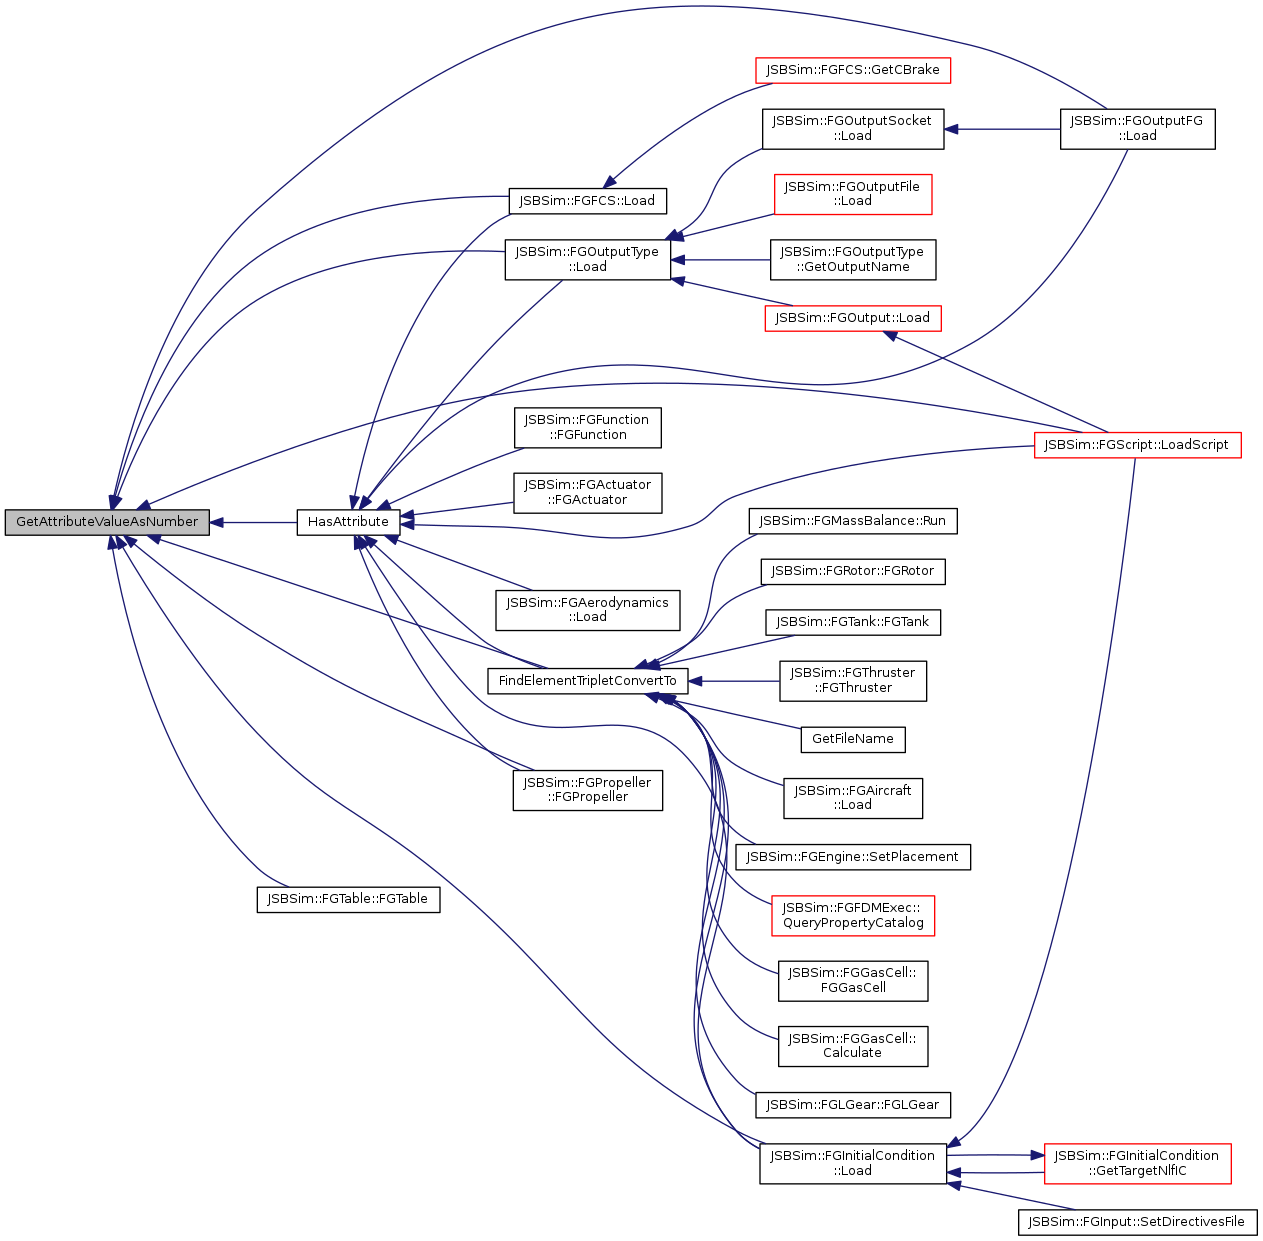 JSBSim::FGFCS::GetCBrake
JSBSim::FGOutputSocket
::Load
JSBSim::FGOutputFG
::Load
JSBSim::FGOutputFile
::Load
JSBSim::FGFCS::Load
JSBSim::FGOutputType
::Load
JSBSim::FGOutputType
::GetOutputName
JSBSim::FGOutput::Load
JSBSim::FGFunction
::FGFunction
JSBSim::FGScript::LoadScript
JSBSim::FGActuator
::FGActuator
GetAttributeValueAsNumber
HasAttribute
JSBSim::FGMassBalance::Run
JSBSim::FGRotor::FGRotor
JSBSim::FGAerodynamics
::Load
JSBSim::FGTank::FGTank
FindElementTripletConvertTo
JSBSim::FGThruster
::FGThruster
GetFileName
JSBSim::FGPropeller
::FGPropeller
JSBSim::FGAircraft
::Load
JSBSim::FGEngine::SetPlacement
JSBSim::FGTable::FGTable
JSBSim::FGFDMExec::
QueryPropertyCatalog
JSBSim::FGGasCell::
FGGasCell
JSBSim::FGGasCell::
Calculate
JSBSim::FGLGear::FGLGear
JSBSim::FGInitialCondition
::Load
JSBSim::FGInitialCondition
::GetTargetNlfIC
JSBSim::FGInput::SetDirectivesFile